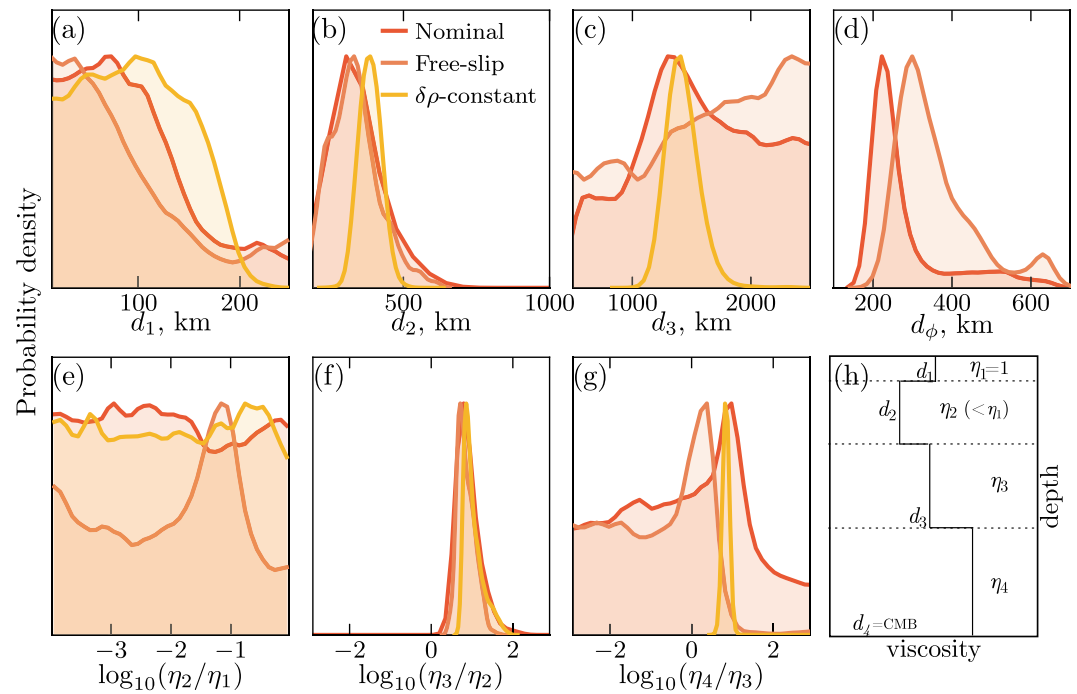 (a)
(b)
Nominal
Free-slip
δρ-constant
(c)
(d)
Probability density
100
200
d₁, km
500
1000
d₂, km
1000
2000
d₃, km
200
400
600
d_ϕ, km
(e)
(f)
(g)
(h)
d₁
η₁=1
d₂
η₂ (<η₁)
η₃
d₃
η₄
d₄=CMB
depth
viscosity
−3
−2
−1
log₁₀(η₂/η₁)
−2
0
2
log₁₀(η₃/η₂)
−2
0
2
log₁₀(η₄/η₃)